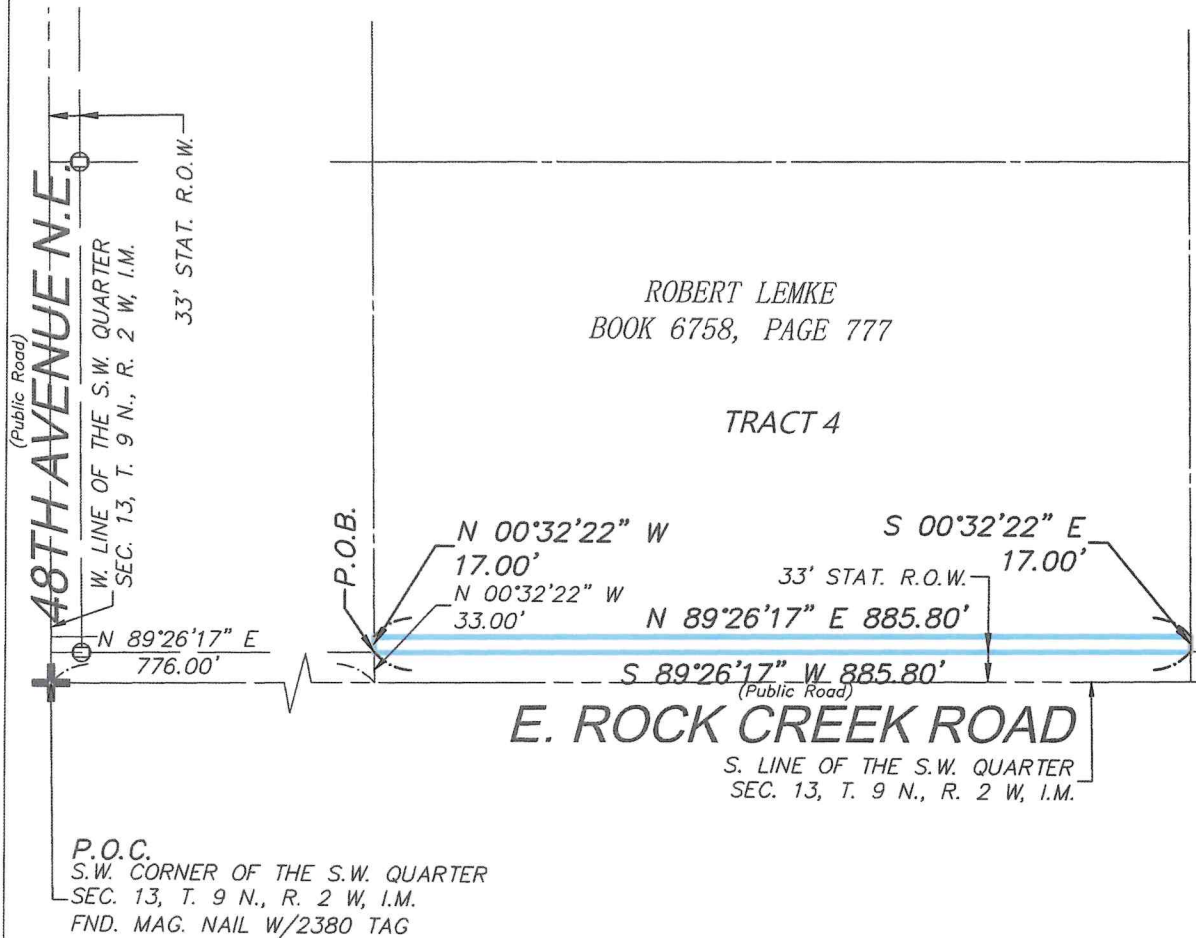 (Public Road)
48TH AVENUE N.E.
W. LINE OF THE S.W. QUARTER
SEC. 13, T. 9 N., R. 2 W, I.M.
33' STAT. R.O.W.
ROBERT LEMKE
BOOK 6758, PAGE 777
TRACT 4
P.O.B.
N 00°32'22" W
17.00'
N 00°32'22" W
33.00'
S 00°32'22" E
17.00'
33' STAT. R.O.W.
N 89°26'17" E 885.80'
N 89°26'17" E
776.00'
S 89°26'17" W 885.80'
(Public Road)
E. ROCK CREEK ROAD
S. LINE OF THE S.W. QUARTER
SEC. 13, T. 9 N., R. 2 W, I.M.
P.O.C.
S.W. CORNER OF THE S.W. QUARTER
SEC. 13, T. 9 N., R. 2 W, I.M.
FND. MAG. NAIL W/2380 TAG